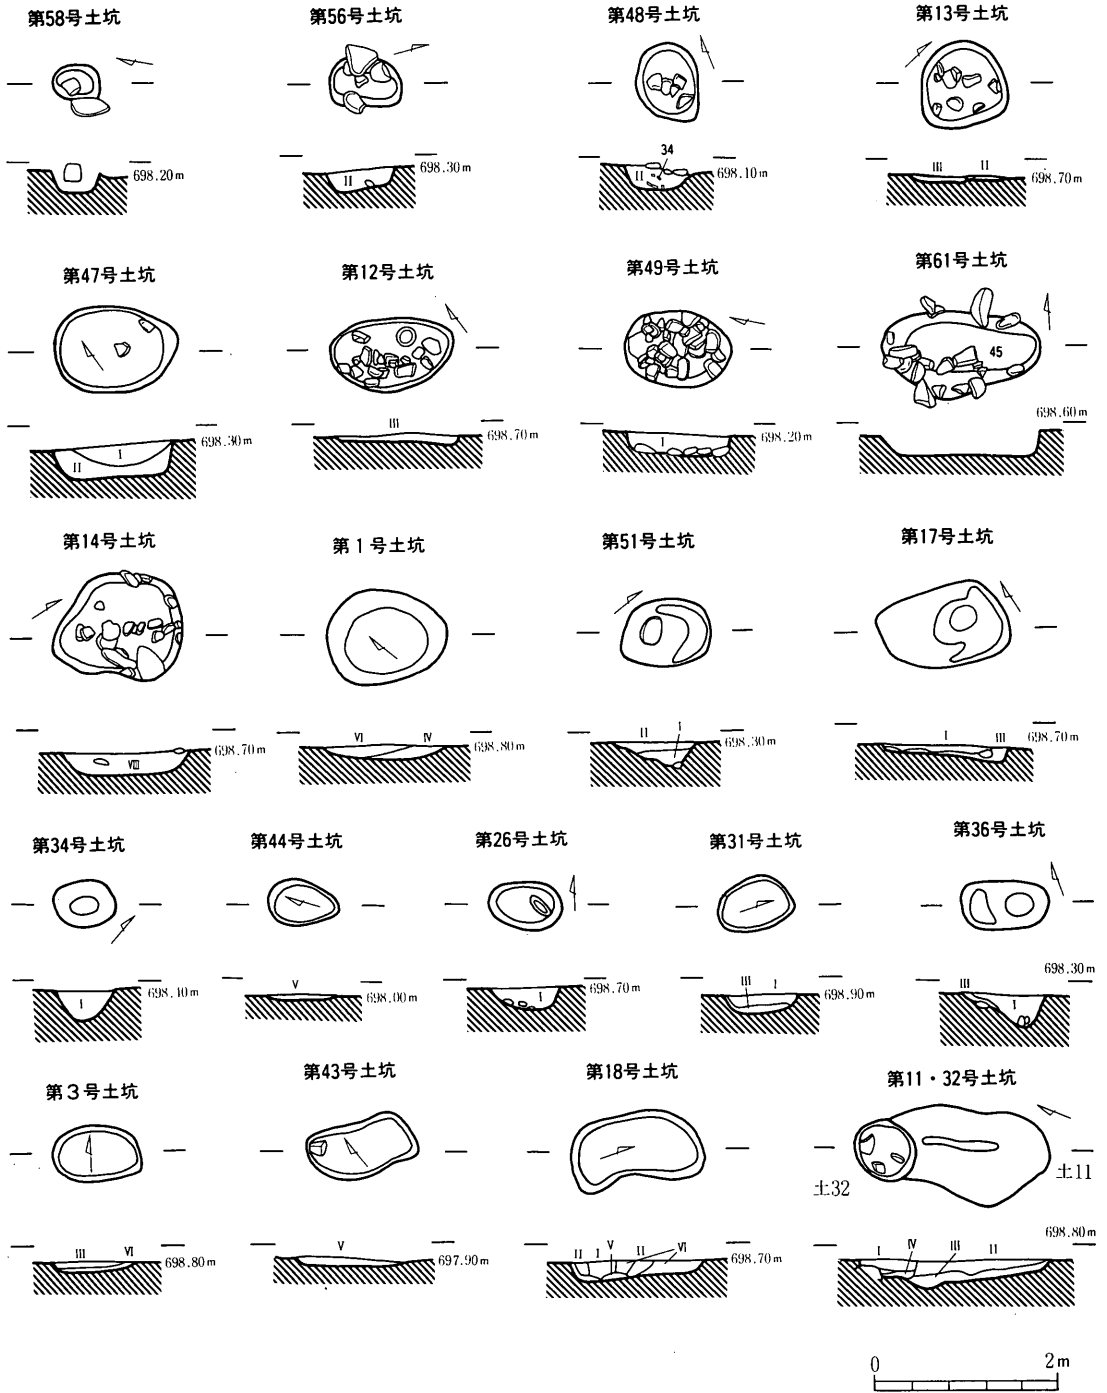 第58号土坑
第56号土坑
第48号土坑
第13号土坑
698.20m
II
698.30m
34
II
698.10m
III II
698.70m
第47号土坑
第12号土坑
第49号土坑
第61号土坑
45
I
II
698.30m
III
698.70m
I
698.20m
698.60m
第14号土坑
第1号土坑
第51号土坑
第17号土坑
VIII
698.70m
VI IV
698.80m
II I
698.30m
I III
698.70m
第34号土坑
第44号土坑
第26号土坑
第31号土坑
第36号土坑
I
698.10m
V
698.00m
I
698.70m
III I
698.90m
III I
698.30m
第3号土坑
第43号土坑
第18号土坑
第11・32号土坑
土32
土11
III VI
698.80m
V
697.90m
II I V II VI
698.70m
I IV III II
698.80m
0 2m